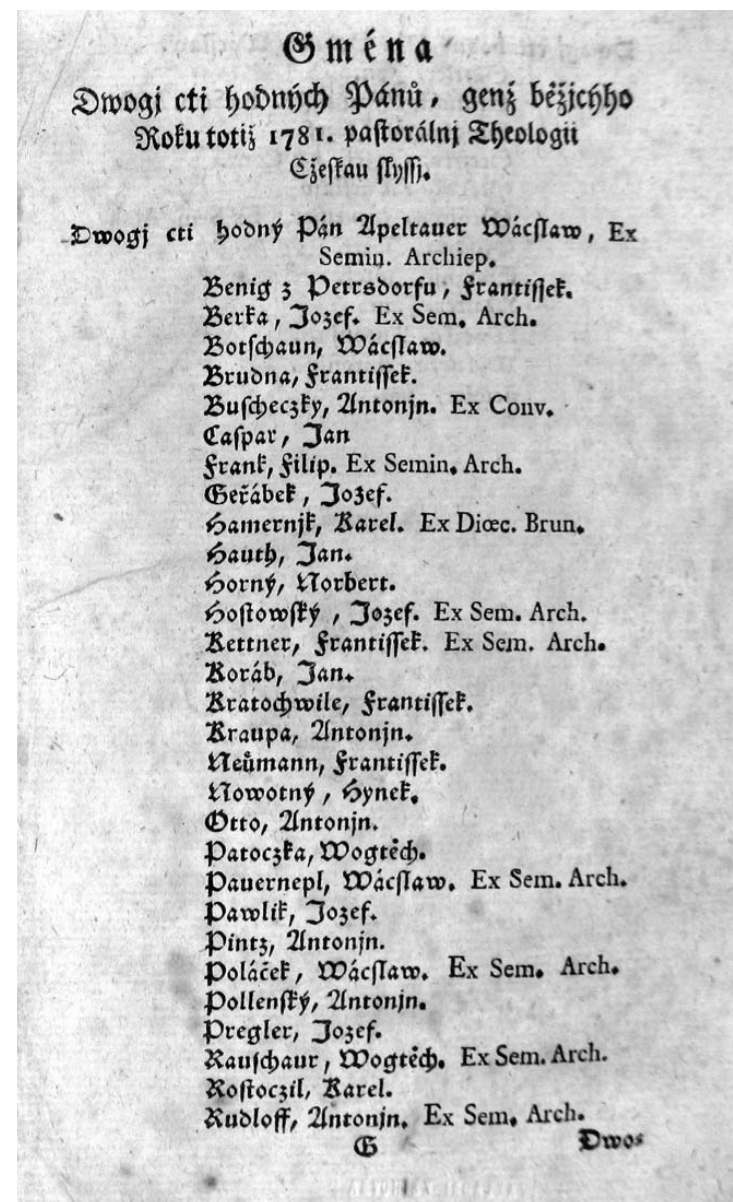 Gména
Dwogj cti hodných Pánů, genž běžjcýho
Roku totiž 1781. paſtorálnj Theologii
Cžeſkau ſlyſſj.
Dwogj cti hodný Pán Apeltauer Wácſlaw, Ex
Semin. Archiep.
Benig z Petrsdorfu, Frantiſſek.
Berka, Jozef. Ex Sem. Arch.
Botſchaun, Wácſlaw.
Brudna, Frantiſſek.
Buſcheczky, Antonjn. Ex Conv.
Caſpar, Jan
Frank, Filip. Ex Semin. Arch.
Geřábek, Jozef.
Hamernjk, Karel. Ex Diœc. Brun.
Hauth, Jan.
Horný, Norbert.
Hoſtowſký, Jozef. Ex Sem. Arch.
Kettner, Frantiſſek. Ex Sem. Arch.
Koráb, Jan.
Kratochwile, Frantiſſek.
Kraupa, Antonjn.
Neůmann, Frantiſſek.
Nowotný, Hynek.
Otto, Antonjn.
Patoczka, Wogtěch.
Pauernepl, Wácſlaw. Ex Sem. Arch.
Pawlik, Jozef.
Pintz, Antonjn.
Poláček, Wácſlaw. Ex Sem. Arch.
Pollenſký, Antonjn.
Pregler, Jozef.
Rauſchaur, Wogtěch. Ex Sem. Arch.
Roſtoczil, Karel.
Rudloff, Antonjn. Ex Sem. Arch.
G Dwos